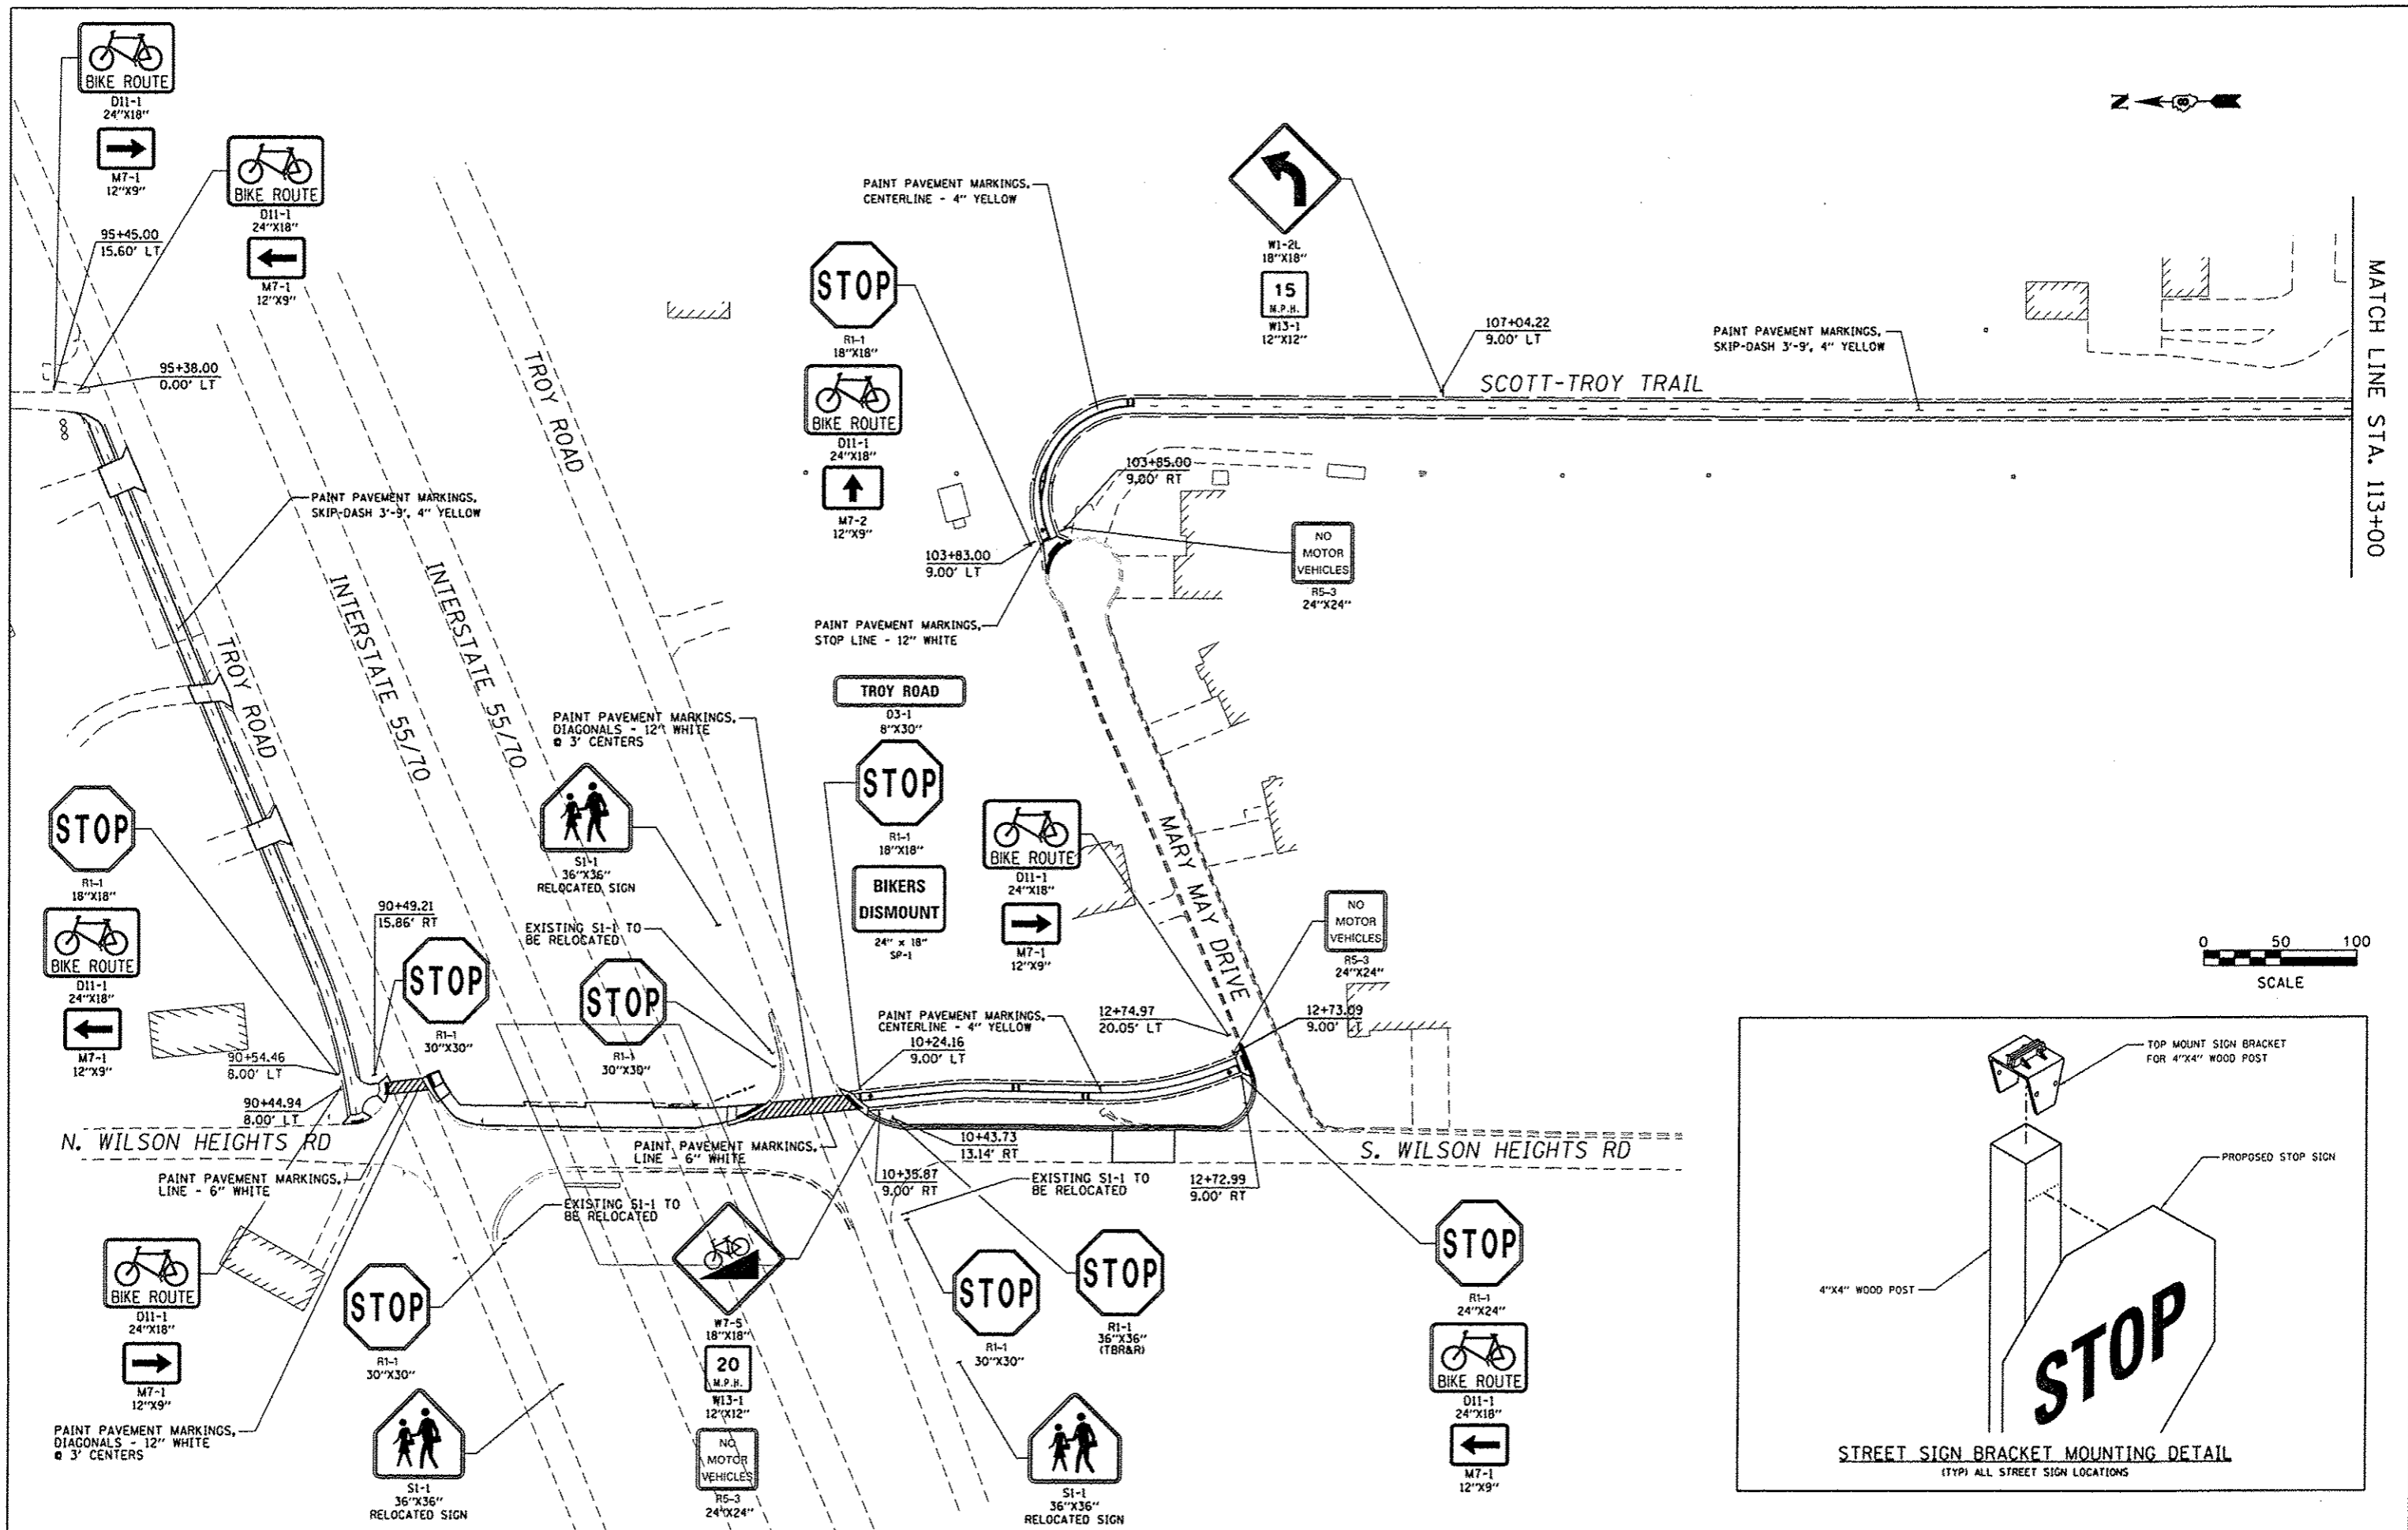 BIKE ROUTE
D11-1
24"X18"
M7-1
12"X9"
95+45.00
15.60' LT
BIKE ROUTE
D11-1
24"X18"
M7-1
12"X9"
95+38.00
0.00' LT
N
PAINT PAVEMENT MARKINGS,
CENTERLINE - 4" YELLOW
STOP
R1-1
18"X18"
BIKE ROUTE
D11-1
24"X18"
M7-2
12"X9"
W1-2L
18"X18"
15
M.P.H.
W13-1
12"X12"
107+04.22
9.00' LT
PAINT PAVEMENT MARKINGS,
SKIP-DASH 3'-9', 4" YELLOW
SCOTT-TROY TRAIL
MATCH LINE STA. 113+00
TROY ROAD
PAINT PAVEMENT MARKINGS,
SKIP-DASH 3'-9', 4" YELLOW
103+85.00
9.00' RT
103+83.00
9.00' LT
NO
MOTOR
VEHICLES
R5-3
24"X24"
PAINT PAVEMENT MARKINGS,
STOP LINE - 12" WHITE
TROY ROAD
INTERSTATE 55/70
INTERSTATE 55/70
PAINT PAVEMENT MARKINGS,
DIAGONALS - 12" WHITE
@ 3' CENTERS
TROY ROAD
D3-1
8"X30"
STOP
R1-1
18"X18"
BIKERS
DISMOUNT
24" x 18"
SP-1
S1-1
36"X36"
RELOCATED SIGN
STOP
R1-1
18"X18"
BIKE ROUTE
D11-1
24"X18"
M7-1
12"X9"
90+49.21
15.86' RT
STOP
R1-1
30"X30"
EXISTING S1-1 TO
BE RELOCATED
STOP
R1-1
30"X30"
BIKE ROUTE
D11-1
24"X18"
M7-1
12"X9"
MARY MAY DRIVE
NO
MOTOR
VEHICLES
R5-3
24"X24"
0 50 100
SCALE
PAINT PAVEMENT MARKINGS,
CENTERLINE - 4" YELLOW
10+24.16
9.00' LT
12+74.97
20.05' LT
12+73.09
9.00' LT
90+54.46
8.00' LT
90+44.94
8.00' LT
N. WILSON HEIGHTS RD
PAINT PAVEMENT MARKINGS,
LINE - 6" WHITE
PAINT PAVEMENT MARKINGS,
LINE - 6" WHITE
10+43.73
13.14' RT
10+35.87
9.00' RT
EXISTING S1-1 TO
BE RELOCATED
12+72.99
9.00' RT
S. WILSON HEIGHTS RD
EXISTING S1-1 TO
BE RELOCATED
BIKE ROUTE
D11-1
24"X18"
M7-1
12"X9"
PAINT PAVEMENT MARKINGS,
DIAGONALS - 12" WHITE
@ 3' CENTERS
STOP
R1-1
30"X30"
S1-1
36"X36"
RELOCATED SIGN
W7-5
18"X18"
20
M.P.H.
W13-1
12"X12"
NO
MOTOR
VEHICLES
R5-3
24"X24"
STOP
R1-1
30"X30"
STOP
R1-1
36"X36"
(TBR&R)
S1-1
36"X36"
RELOCATED SIGN
STOP
R1-1
24"X24"
BIKE ROUTE
D11-1
24"X18"
M7-1
12"X9"
TOP MOUNT SIGN BRACKET
FOR 4"X4" WOOD POST
PROPOSED STOP SIGN
4"X4" WOOD POST
STOP
STREET SIGN BRACKET MOUNTING DETAIL
(TYP) ALL STREET SIGN LOCATIONS